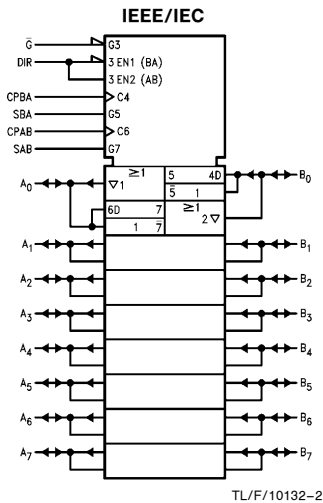 IEEE/IEC
G̅ G3
DIR 3 EN1 (BA)
3 EN2 (AB)
CPBA C4
SBA G5
CPAB C6
SAB G7
A₀ ▽1 ≥1 5 4D B₀
5̅ 1
6D 7 ≥1 2▽
1 7̅
A₁ B₁
A₂ B₂
A₃ B₃
A₄ B₄
A₅ B₅
A₆ B₆
A₇ B₇
TL/F/10132–2